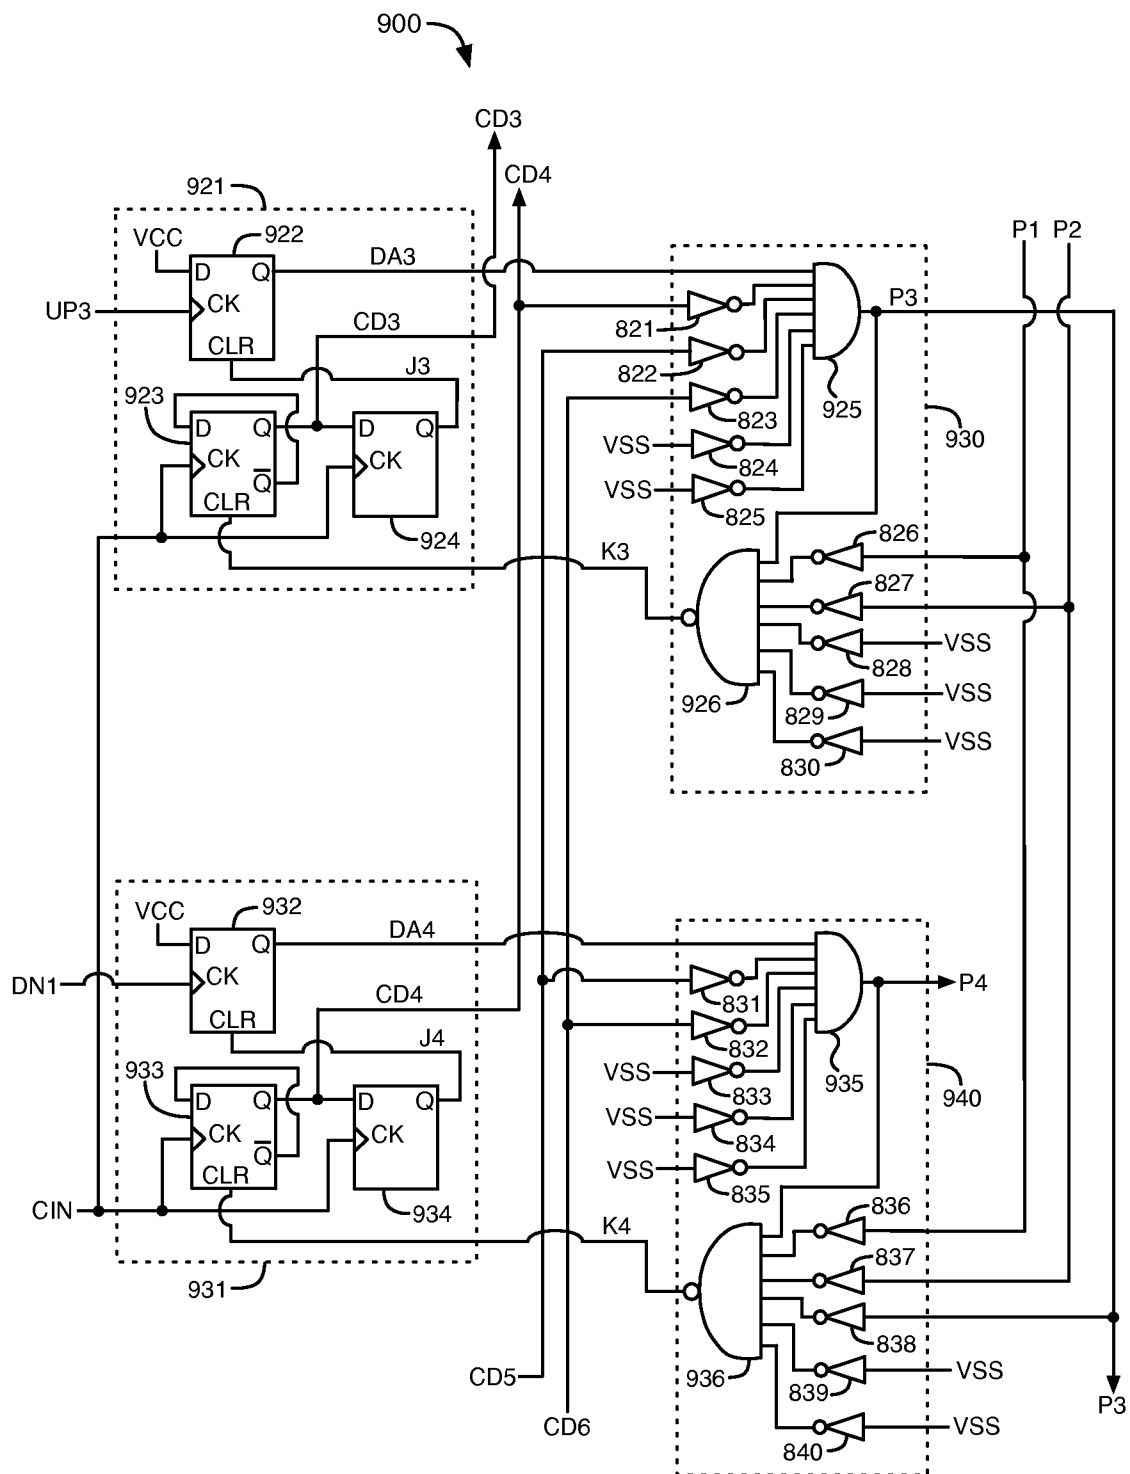 900
CD3
CD4
921
VCC
922
D
Q
DA3
UP3
CK
CLR
CD3
J3
923
D
Q
CK
Q
CLR
D
Q
CK
924
K3
P1
P2
P3
821
822
823
VSS
824
VSS
825
925
930
826
827
VSS
828
VSS
829
VSS
830
926
VCC
932
D
Q
DA4
DN1
CK
CLR
CD4
J4
933
D
Q
CK
Q
CLR
D
Q
CK
934
CIN
K4
931
831
832
VSS
833
VSS
834
VSS
835
935
P4
940
836
837
838
VSS
839
VSS
840
936
CD5
CD6
P3